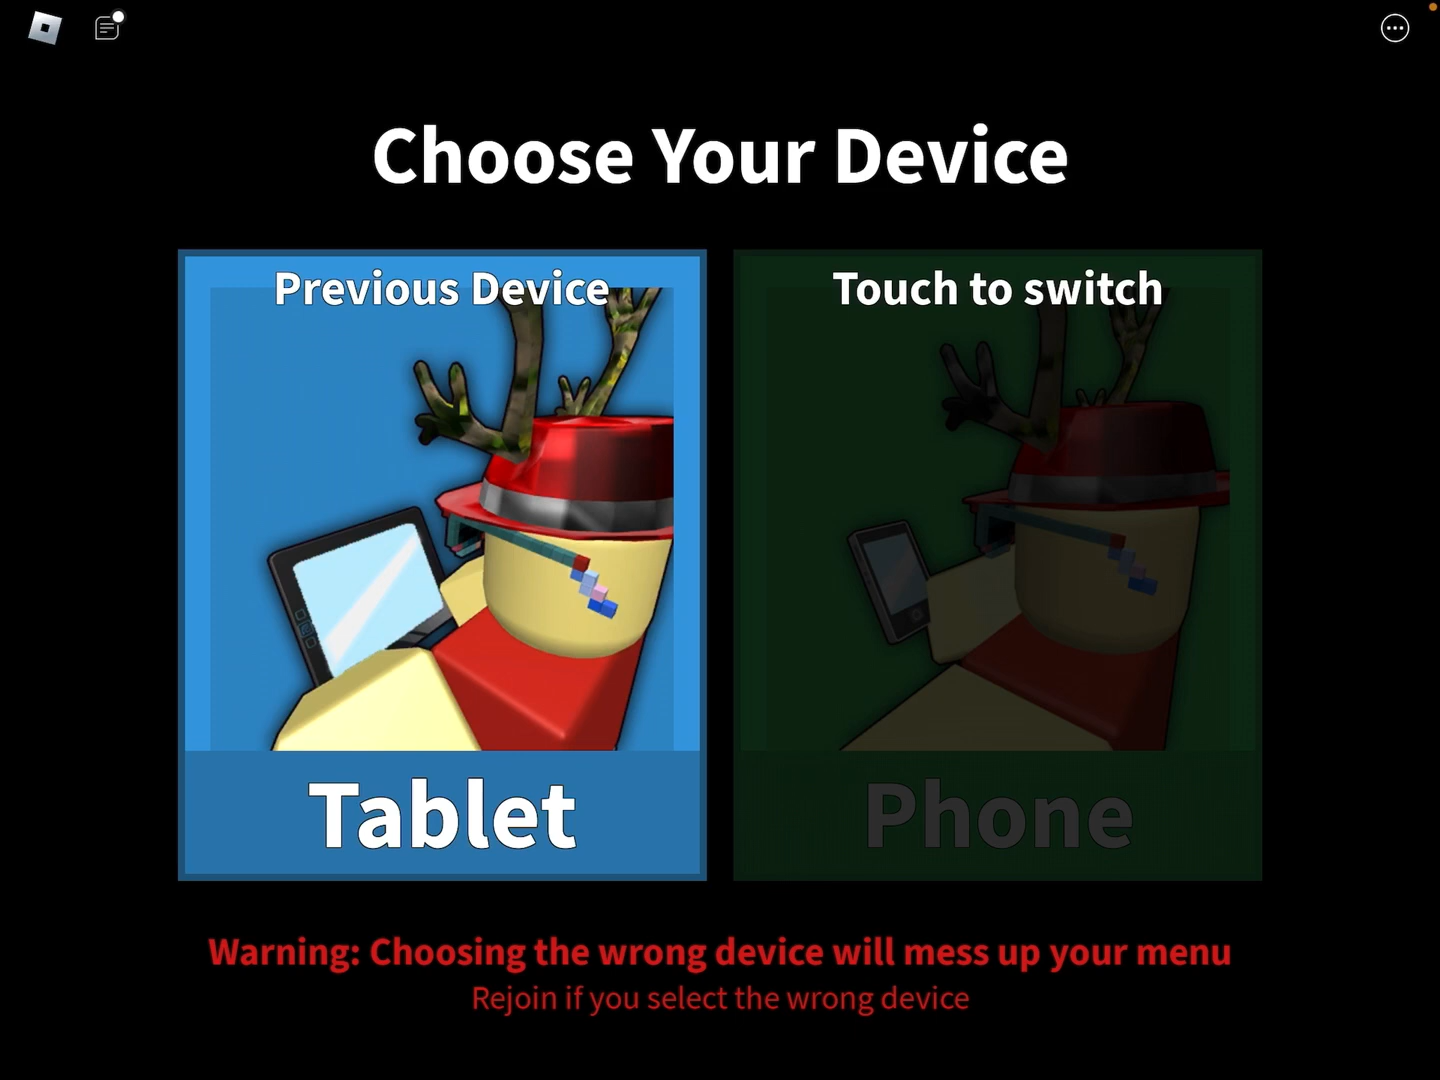 Choose Your Device
Previous Device
Touch to switch
Tablet
Phone
Warning: Choosing the wrong device will mess up your menu
Rejoin if you select the wrong device